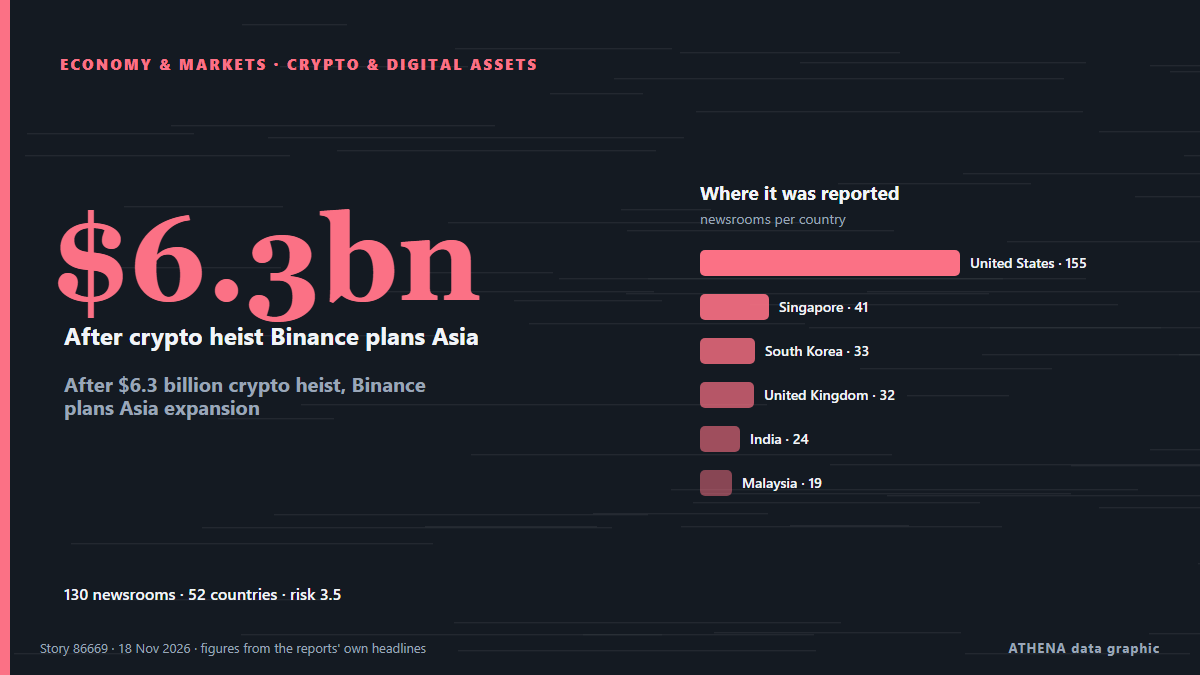 ECONOMY & MARKETS · CRYPTO & DIGITAL ASSETS
$6.3bn
After crypto heist Binance plans Asia
After $6.3 billion crypto heist, Binance
plans Asia expansion
Where it was reported
newsrooms per country
United States · 155
Singapore · 41
South Korea · 33
United Kingdom · 32
India · 24
Malaysia · 19
130 newsrooms · 52 countries · risk 3.5
Story 86669 · 18 Nov 2026 · figures from the reports' own headlines
ATHENA data graphic